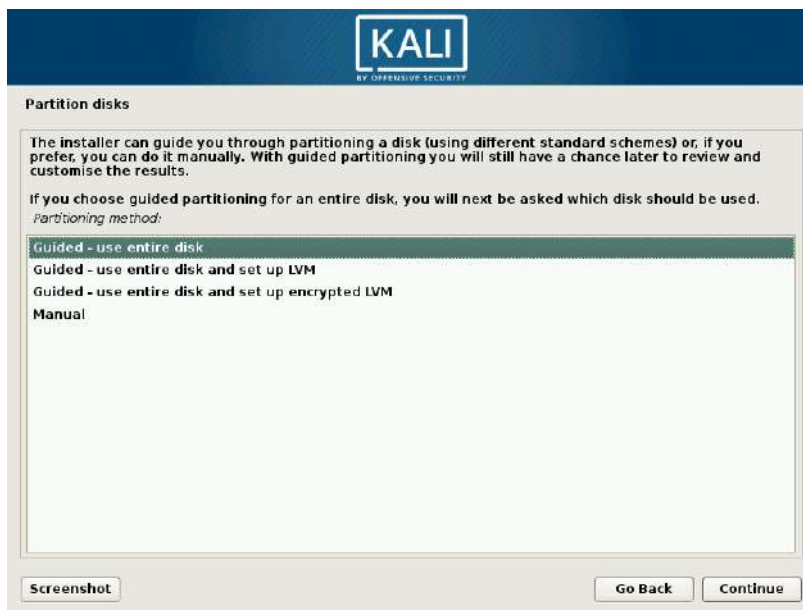 KALI
BY OFFENSIVE SECURITY
Partition disks
The installer can guide you through partitioning a disk (using different standard schemes) or, if you
prefer, you can do it manually. With guided partitioning you will still have a chance later to review and
customise the results.
If you choose guided partitioning for an entire disk, you will next be asked which disk should be used.
Partitioning method:
Guided - use entire disk
Guided - use entire disk and set up LVM
Guided - use entire disk and set up encrypted LVM
Manual
Screenshot
Go Back
Continue